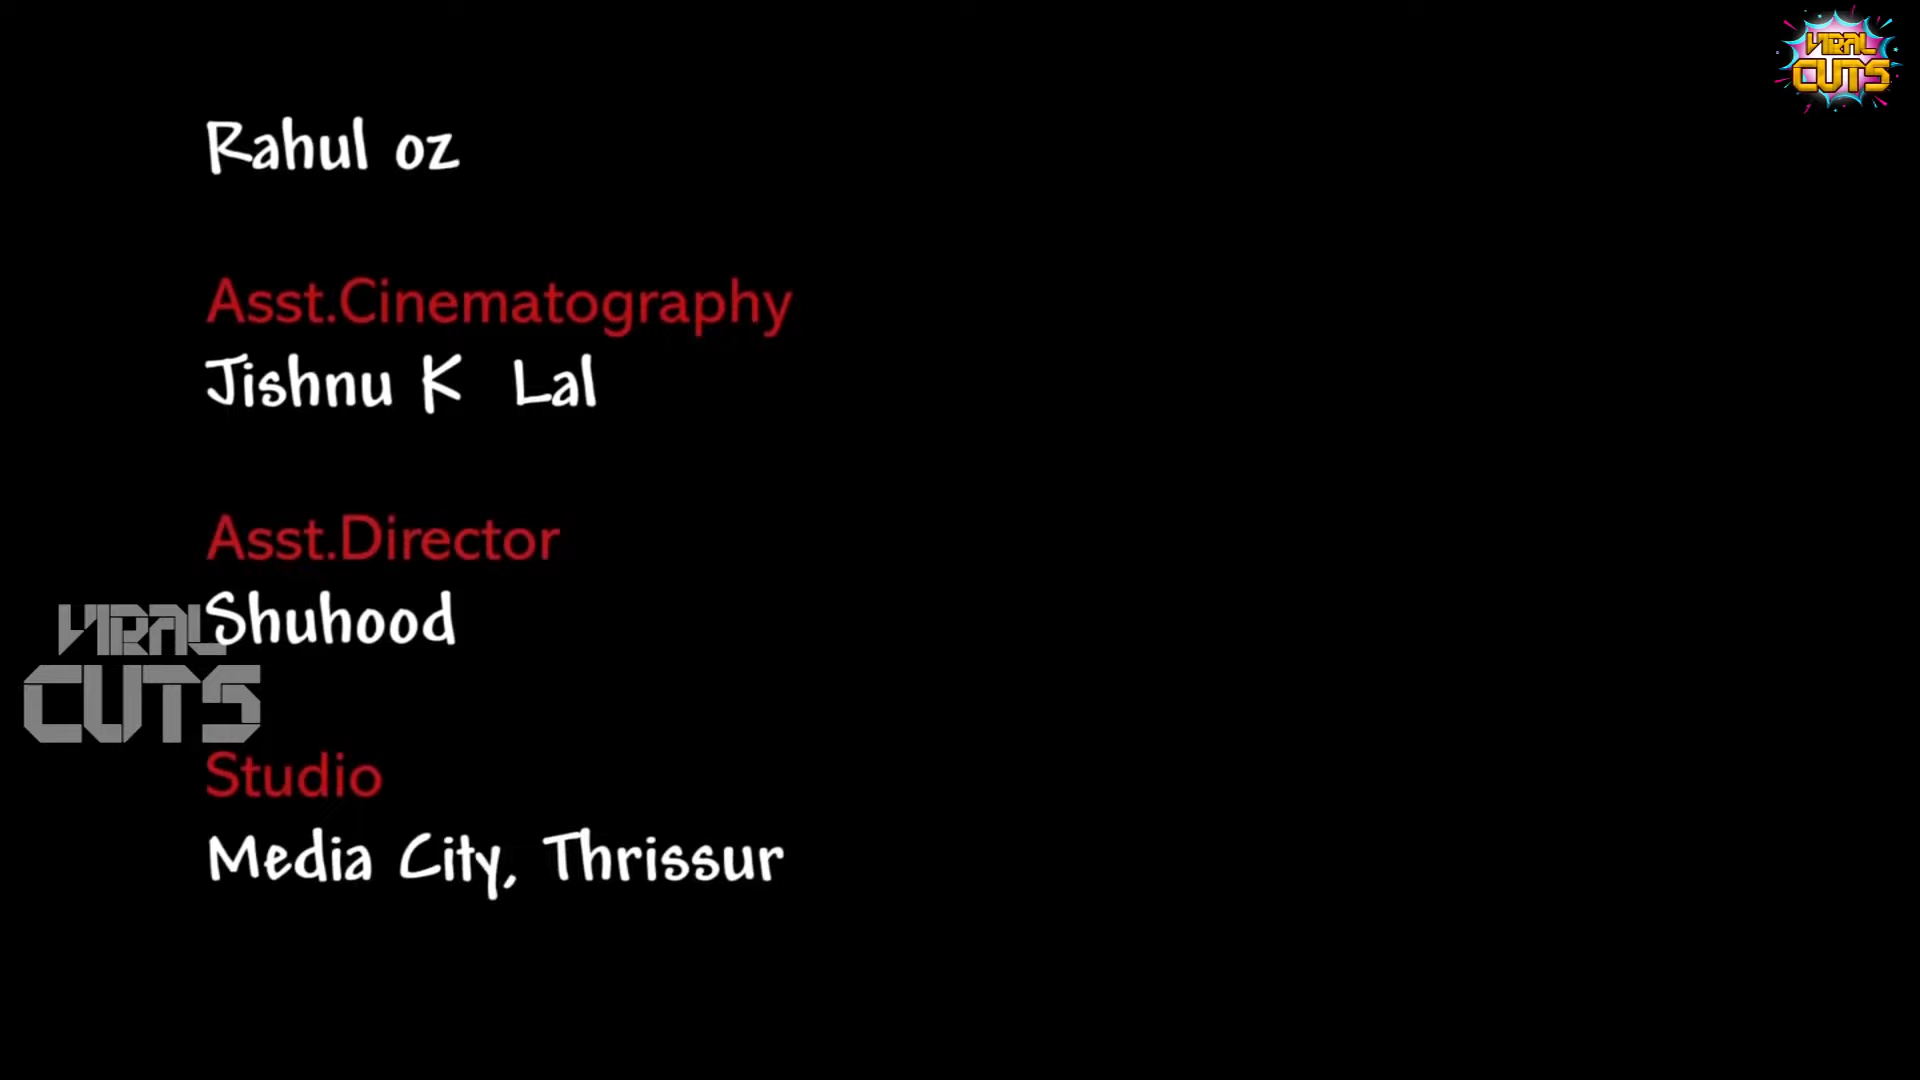 VIRAL
CUTS
Rahul oz
Asst.Cinematography
Jishnu K Lal
Asst.Director
Shuhood
VIRAL
CUTS
Studio
Media City, Thrissur